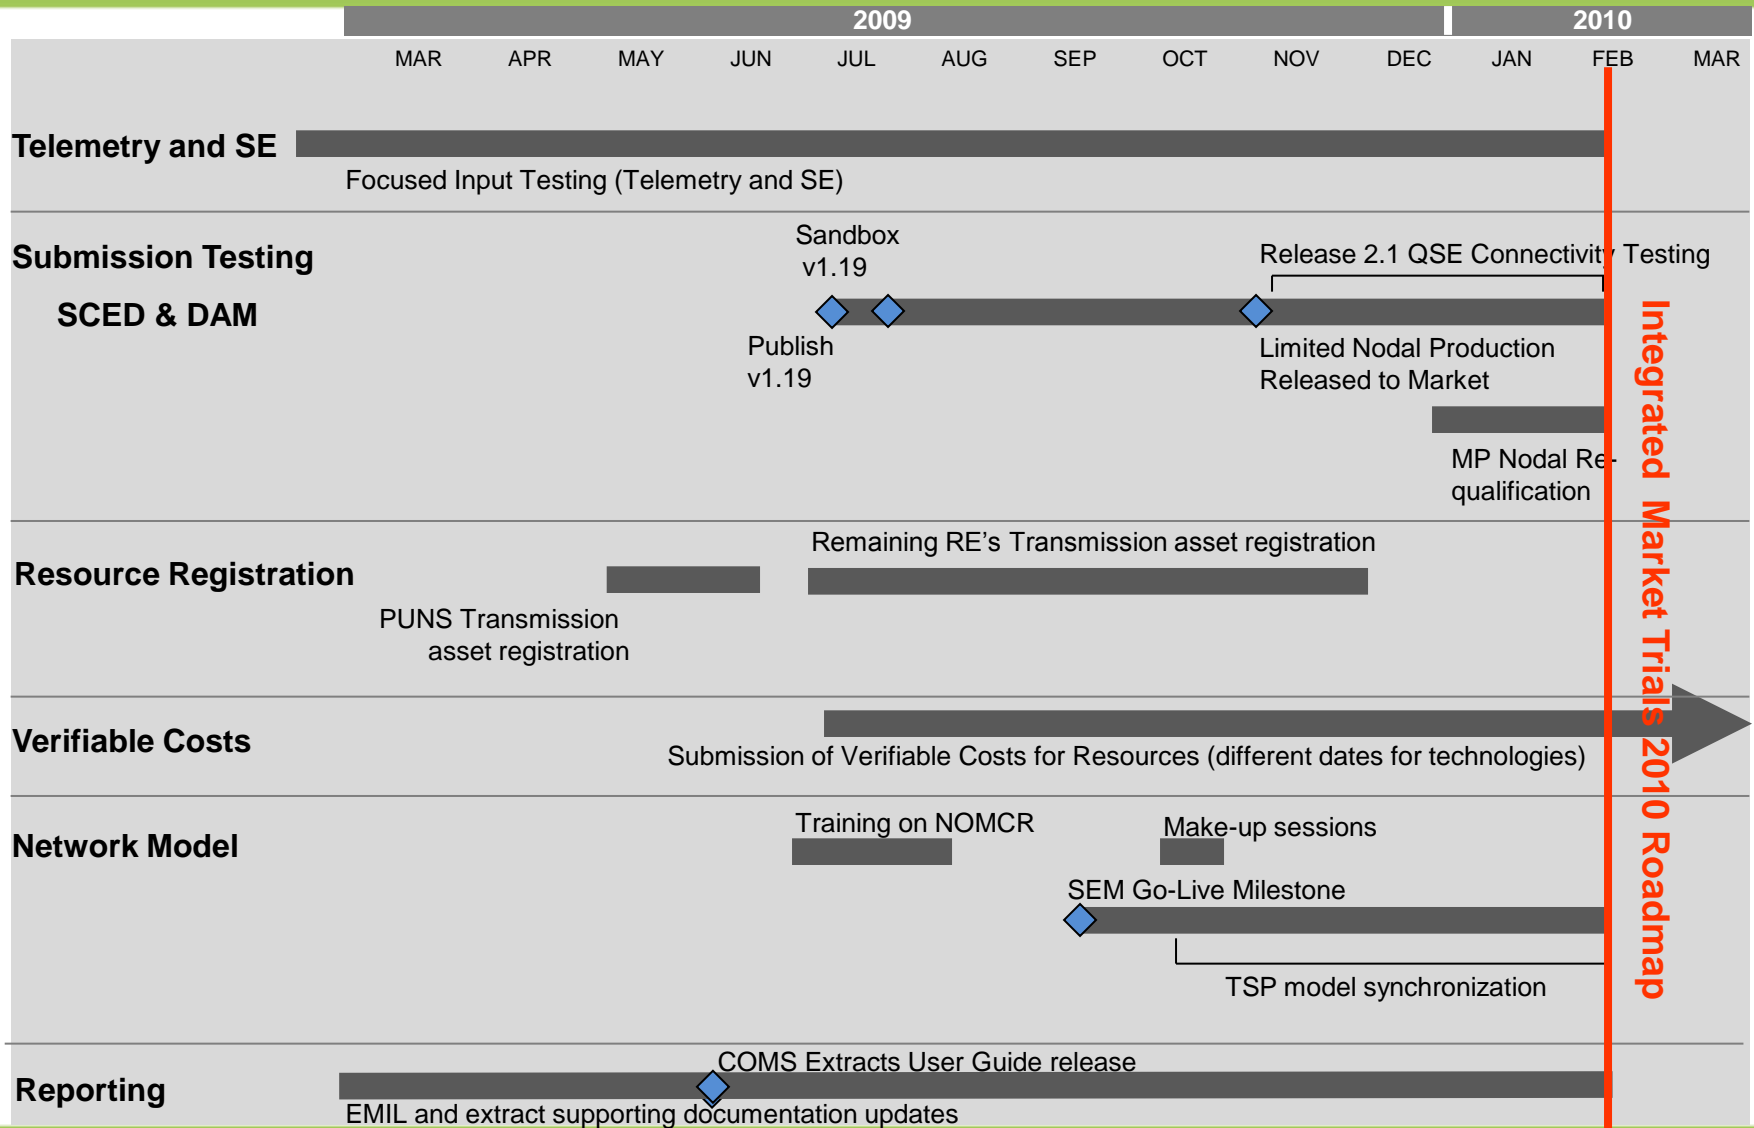 2009
2010
MAR APR MAY JUN JUL AUG SEP OCT NOV DEC JAN FEB MAR
Telemetry and SE
Focused Input Testing (Telemetry and SE)
Submission Testing
SCED & DAM
Sandbox
v1.19
Release 2.1 QSE Connectivity Testing
Publish
v1.19
Limited Nodal Production
Released to Market
MP Nodal Re-
qualification
Resource Registration
Remaining RE's Transmission asset registration
PUNS Transmission
asset registration
Verifiable Costs
Submission of Verifiable Costs for Resources (different dates for technologies)
Network Model
Training on NOMCR
Make-up sessions
SEM Go-Live Milestone
TSP model synchronization
Reporting
COMS Extracts User Guide release
EMIL and extract supporting documentation updates
Integrated Market Trials 2010 Roadmap